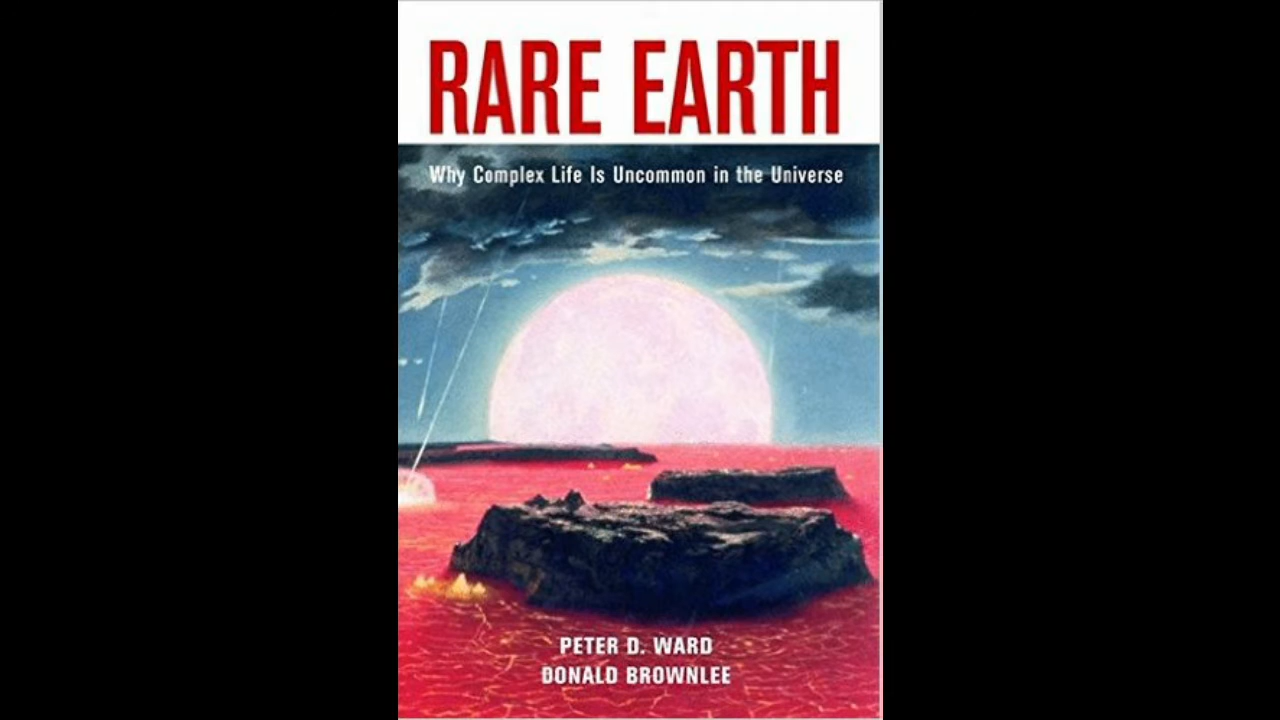 RARE EARTH
Why Complex Life Is Uncommon in the Universe
PETER D. WARD
DONALD BROWNLEE